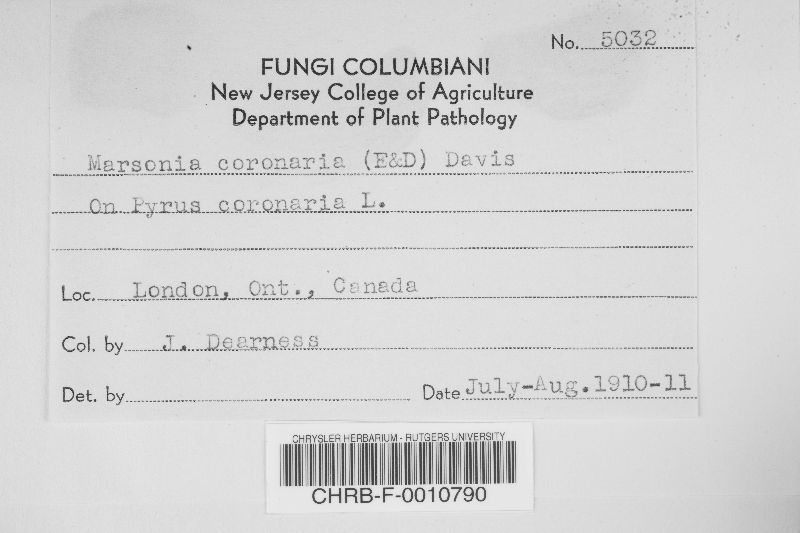 No. 5032
FUNGI COLUMBIANI
New Jersey College of Agriculture
Department of Plant Pathology
Marsonia coronaria (E&D) Davis
On Pyrus coronaria L.
Loc. London, Ont., Canada
Col. by J. Dearness
Det. by
Date July-Aug. 1910-11
CHRYSLER HERBARIUM - RUTGERS UNIVERSITY
CHRB-F-0010790